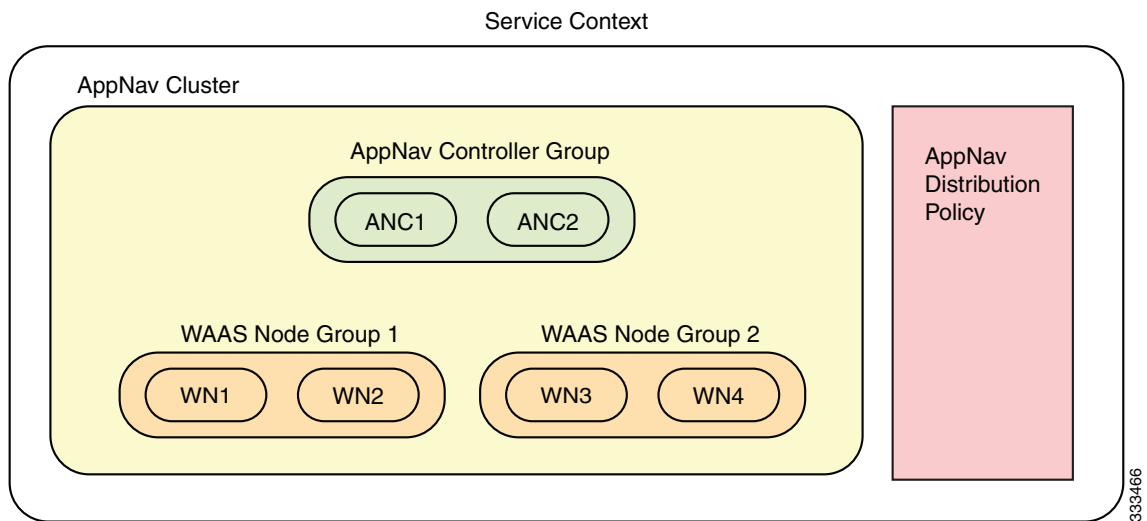 Service Context
AppNav Cluster
AppNav Controller Group
ANC1
ANC2
WAAS Node Group 1
WN1
WN2
WAAS Node Group 2
WN3
WN4
AppNav
Distribution
Policy
333466